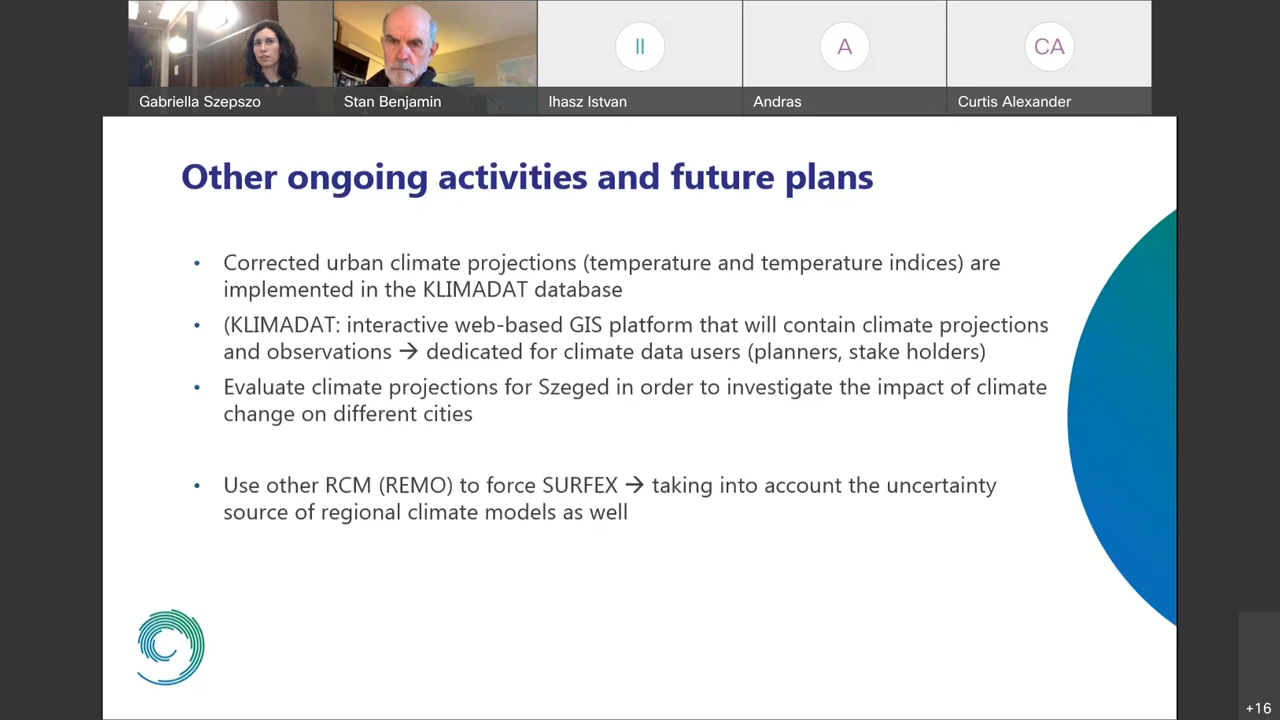 II
A
CA
Gabriella Szepszo
Stan Benjamin
Ihasz Istvan
Andras
Curtis Alexander
Other ongoing activities and future plans
• Corrected urban climate projections (temperature and temperature indices) are
implemented in the KLIMADAT database
• (KLIMADAT: interactive web-based GIS platform that will contain climate projections
and observations → dedicated for climate data users (planners, stake holders)
• Evaluate climate projections for Szeged in order to investigate the impact of climate
change on different cities
• Use other RCM (REMO) to force SURFEX → taking into account the uncertainty
source of regional climate models as well
+16